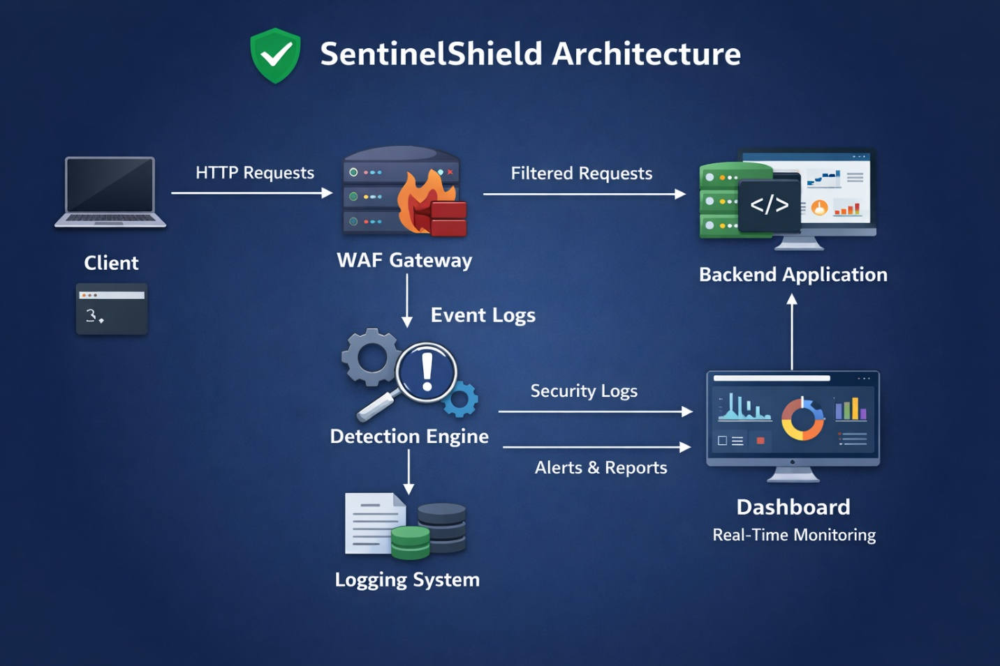 SentinelShield Architecture
HTTP Requests
Filtered Requests
</>
WAF Gateway
Client
Backend Application
Event Logs
Security Logs
Detection Engine
Alerts & Reports
Dashboard
Real-Time Monitoring
Logging System